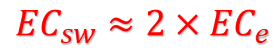 EC_sw ≈ 2 × EC_e